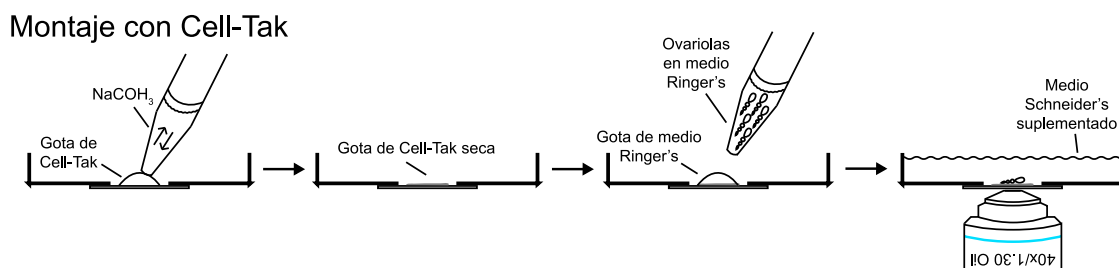 Montaje con Cell-Tak
NaCOH₃
Gota de
Cell-Tak
Gota de Cell-Tak seca
Ovariolas
en medio
Ringer's
Gota de medio
Ringer's
Medio
Schneider's
suplementado
40x/1.30 Oil